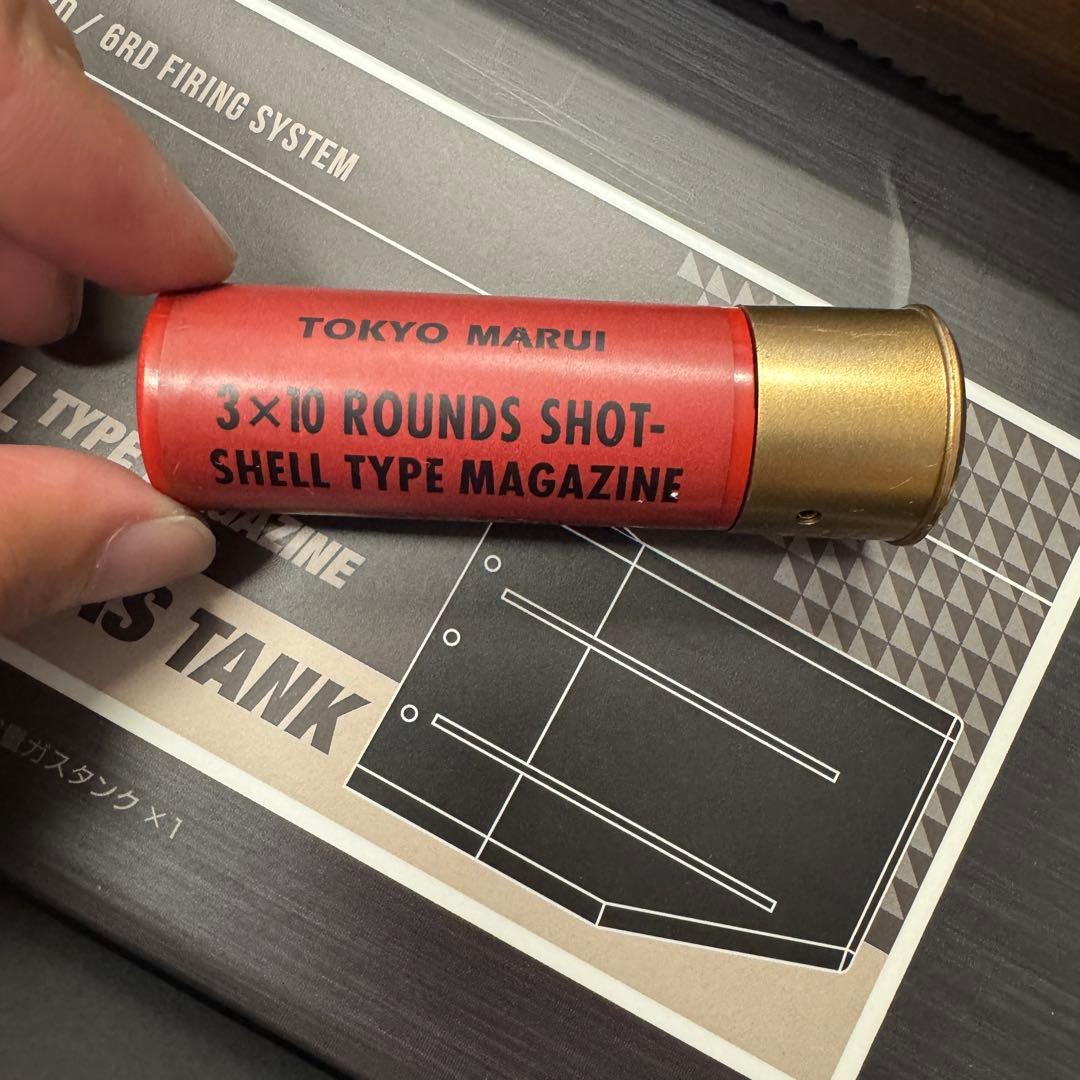 / 6RD FIRING SYSTEM
TOKYO MARUI
3×10 ROUNDS SHOT-
SHELL TYPE MAGAZINE
TYPE
TANK
ガスタンク ×1